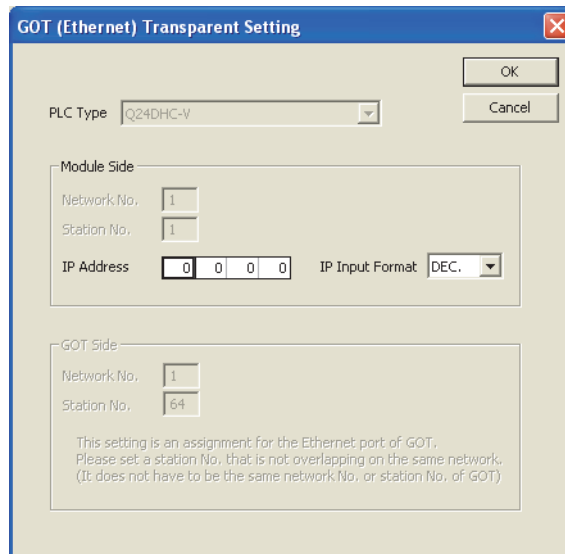 GOT (Ethernet) Transparent Setting
OK
PLC Type Q24DHC-V
Cancel
Module Side
Network No. 1
Station No. 1
IP Address 0 0 0 0 IP Input Format DEC.
GOT Side
Network No. 1
Station No. 64
This setting is an assignment for the Ethernet port of GOT.
Please set a station No. that is not overlapping on the same network.
(It does not have to be the same network No. or station No. of GOT)